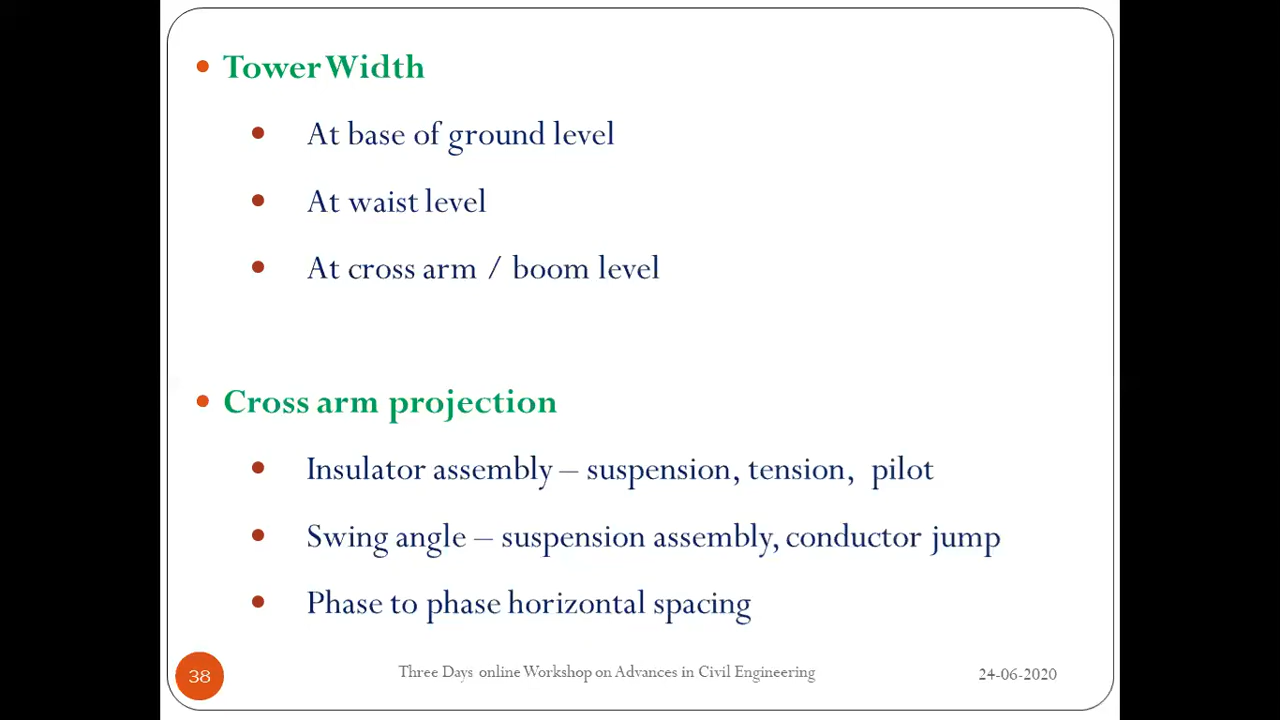 Tower Width
At base of ground level
At waist level
At cross arm / boom level
Cross arm projection
Insulator assembly – suspension, tension, pilot
Swing angle – suspension assembly, conductor jump
Phase to phase horizontal spacing
38
Three Days online Workshop on Advances in Civil Engineering
24-06-2020